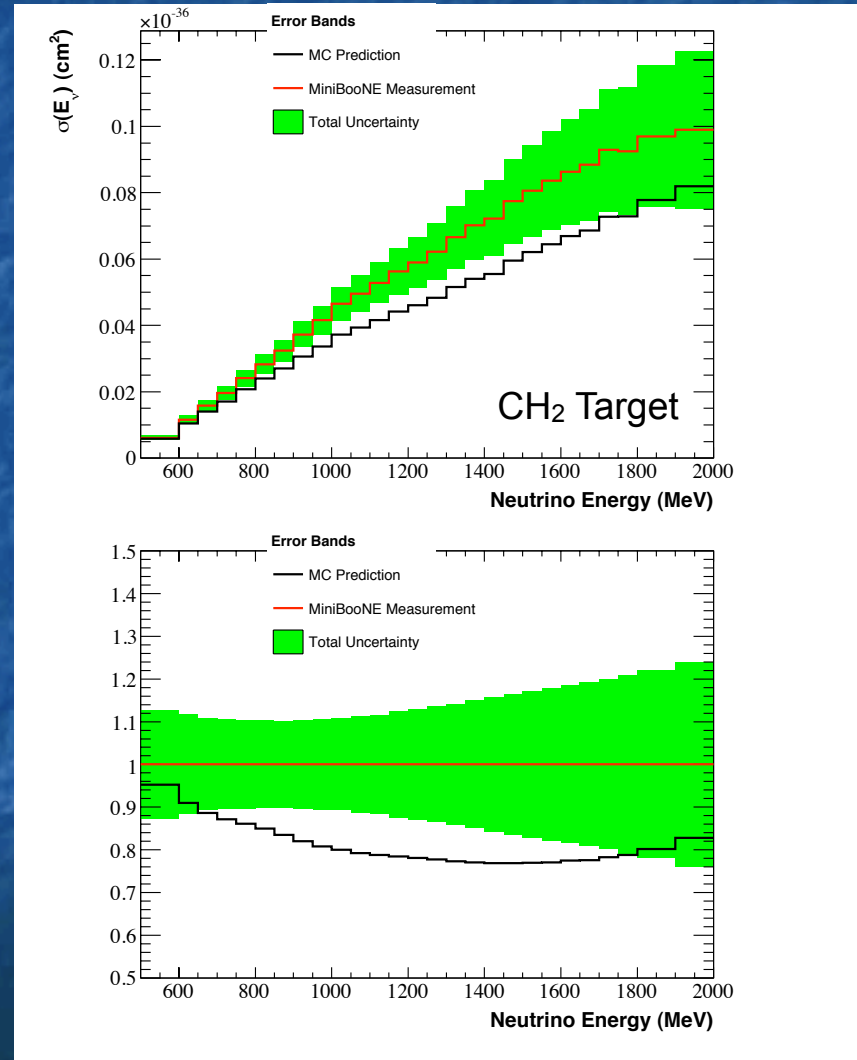 ×10⁻³⁶
Error Bands
MC Prediction
MiniBooNE Measurement
Total Uncertainty
σ(Eᵥ) (cm²)
0.12
0.1
0.08
0.06
0.04
0.02
0
CH₂ Target
600 800 1000 1200 1400 1600 1800 2000
Neutrino Energy (MeV)
Error Bands
MC Prediction
MiniBooNE Measurement
Total Uncertainty
1.5
1.4
1.3
1.2
1.1
1
0.9
0.8
0.7
0.6
0.5
600 800 1000 1200 1400 1600 1800 2000
Neutrino Energy (MeV)